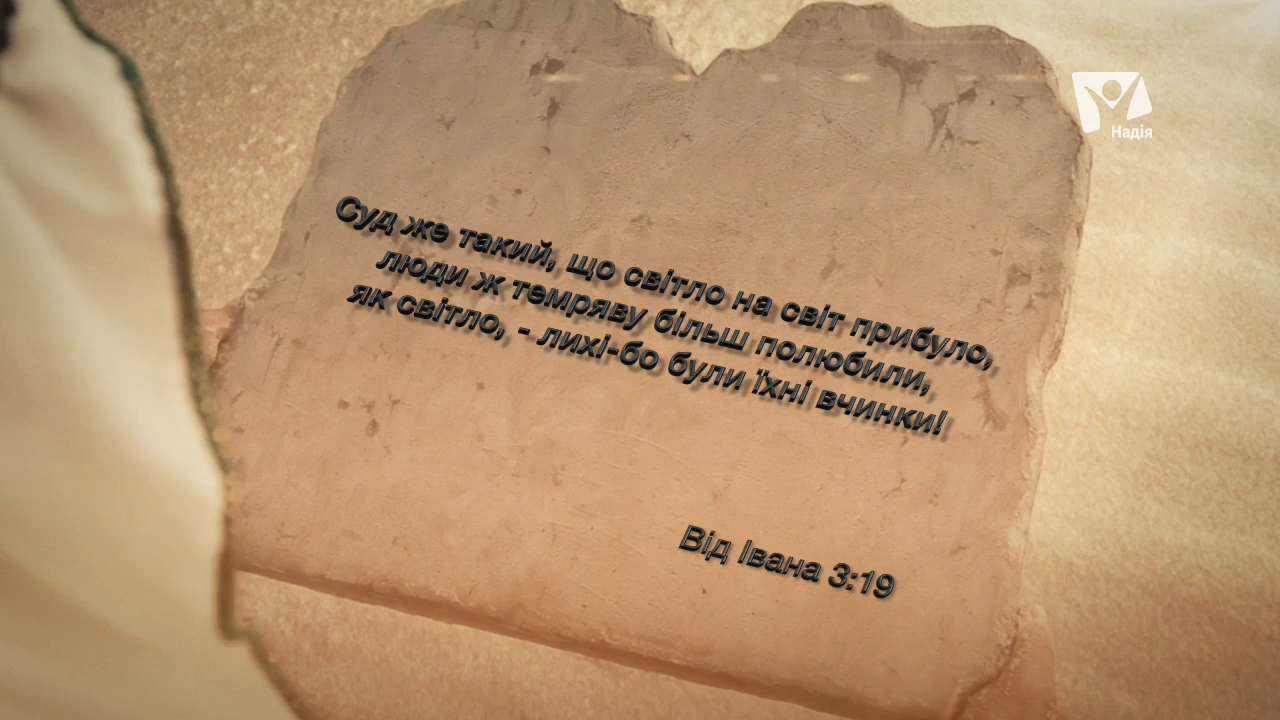 Надія
Суд же такий, що світло на світ прибуло,
люди ж темряву більш полюбили,
як світло, - лихі-бо були їхні вчинки!
Від Івана 3:19